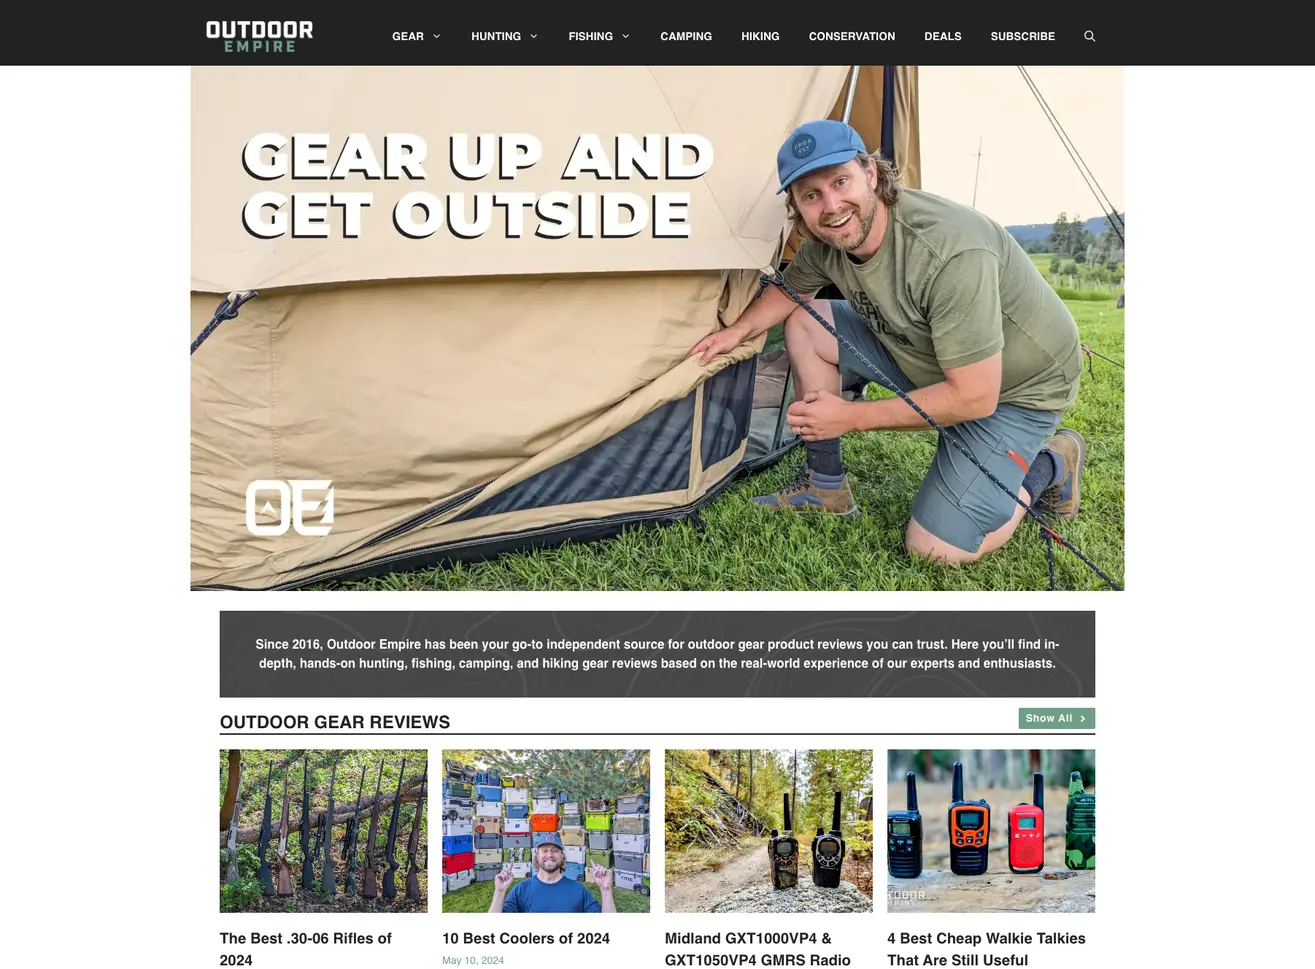 OUTDOOR
EMPIRE
GEAR
HUNTING
FISHING
CAMPING
HIKING
CONSERVATION
DEALS
SUBSCRIBE
GEAR UP AND
GET OUTSIDE
FREE
FLY
OE
Since 2016, Outdoor Empire has been your go-to independent source for outdoor gear product reviews you can trust. Here you’ll find in-
depth, hands-on hunting, fishing, camping, and hiking gear reviews based on the real-world experience of our experts and enthusiasts.
OUTDOOR GEAR REVIEWS
Show All
The Best .30-06 Rifles of
2024
10 Best Coolers of 2024
May 10, 2024
Midland GXT1000VP4 &
GXT1050VP4 GMRS Radio
4 Best Cheap Walkie Talkies
That Are Still Useful